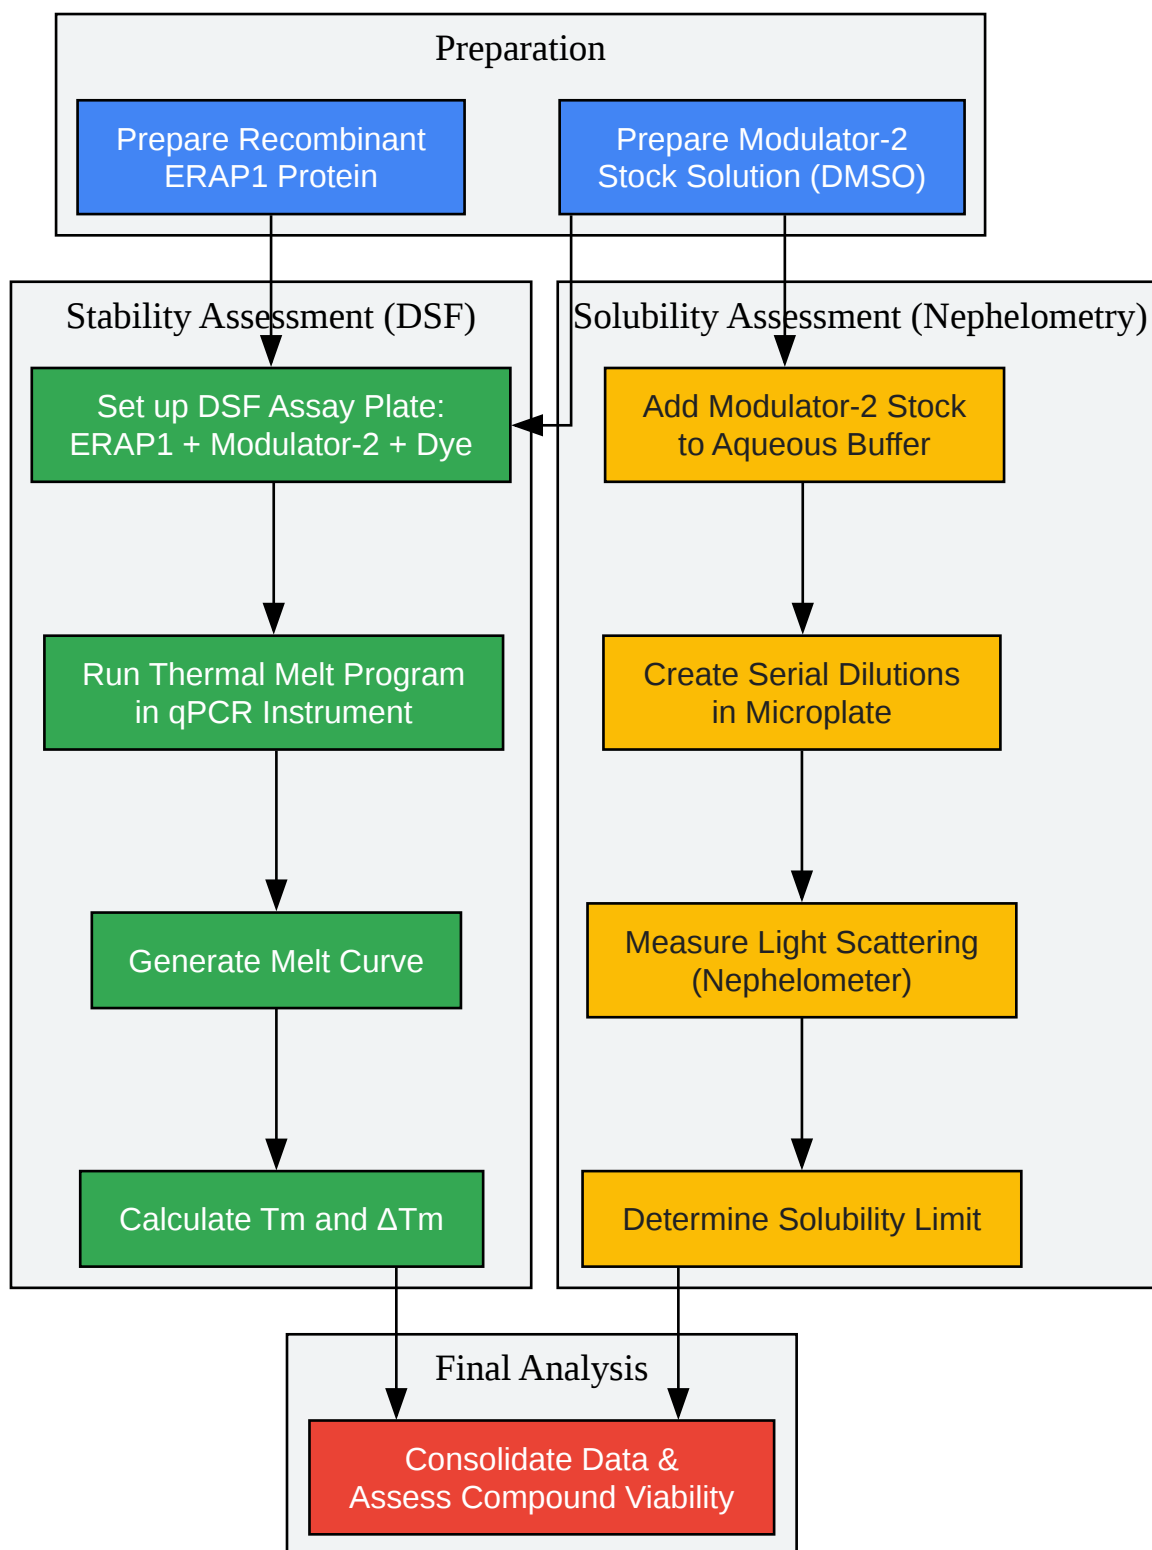 Preparation
Prepare Recombinant
ERAP1 Protein
Prepare Modulator-2
Stock Solution (DMSO)
Stability Assessment (DSF)
Set up DSF Assay Plate:
ERAP1 + Modulator-2 + Dye
Run Thermal Melt Program
in qPCR Instrument
Generate Melt Curve
Calculate Tm and ΔTm
Solubility Assessment (Nephelometry)
Add Modulator-2 Stock
to Aqueous Buffer
Create Serial Dilutions
in Microplate
Measure Light Scattering
(Nephelometer)
Determine Solubility Limit
Final Analysis
Consolidate Data &
Assess Compound Viability